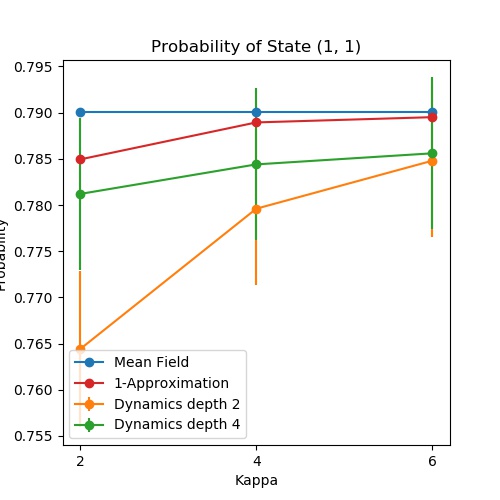 Probability of State (1, 1)
Probability
0.795
0.790
0.785
0.780
0.775
0.770
0.765
0.760
0.755
Mean Field
1-Approximation
Dynamics depth 2
Dynamics depth 4
2
4
6
Kappa